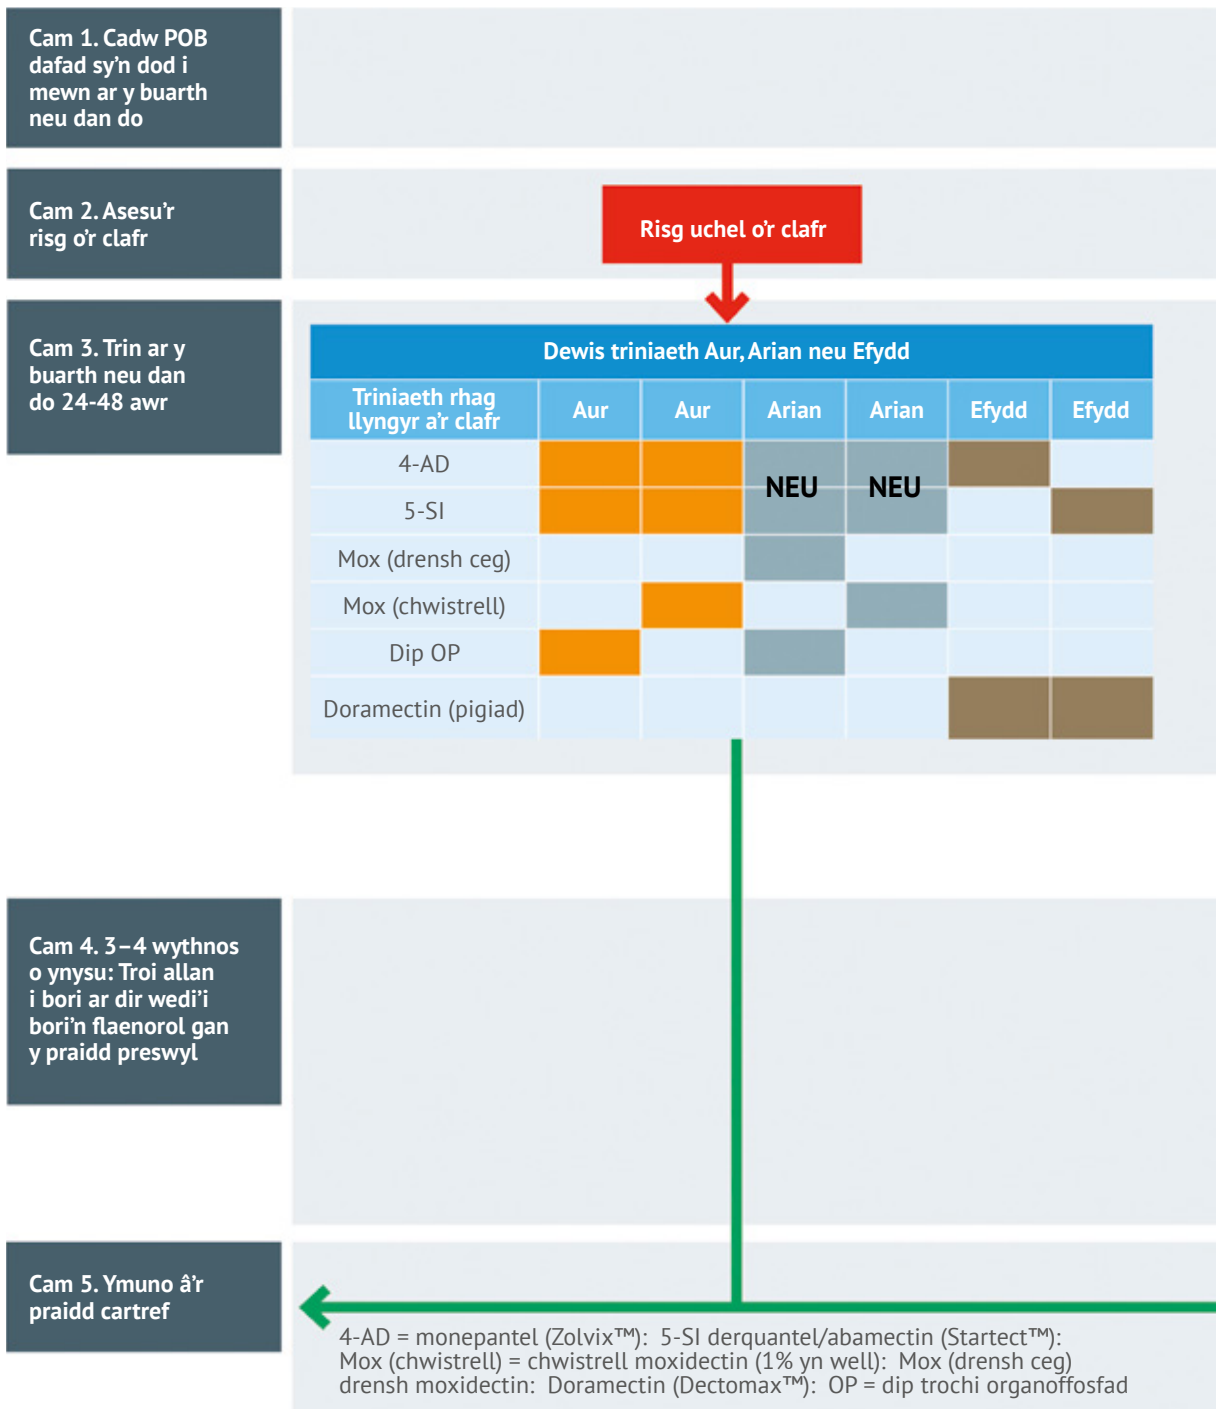 Cam 1. Cadw POB
dafad sy’n dod i
mewn ar y buarth
neu dan do
Cam 2. Asesu’r
risg o’r clafr
Risg uchel o’r clafr
Cam 3. Trin ar y
buarth neu dan
do 24-48 awr
Dewis triniaeth Aur, Arian neu Efydd
Triniaeth rhag
llyngyr a’r clafr
Aur
Aur
Arian
Arian
Efydd
Efydd
4-AD
NEU
NEU
5-SI
Mox (drensh ceg)
Mox (chwistrell)
Dip OP
Doramectin (pigiad)
Cam 4. 3–4 wythnos
o ynysu: Troi allan
i bori ar dir wedi’i
bori’n flaenorol gan
y praidd preswyl
Cam 5. Ymuno â’r
praidd cartref
4-AD = monepantel (Zolvix™): 5-SI derquantel/abamectin (Startect™):
Mox (chwistrell) = chwistrell moxidectin (1% yn well): Mox (drensh ceg)
drensh moxidectin: Doramectin (Dectomax™): OP = dip trochi organoffosfad